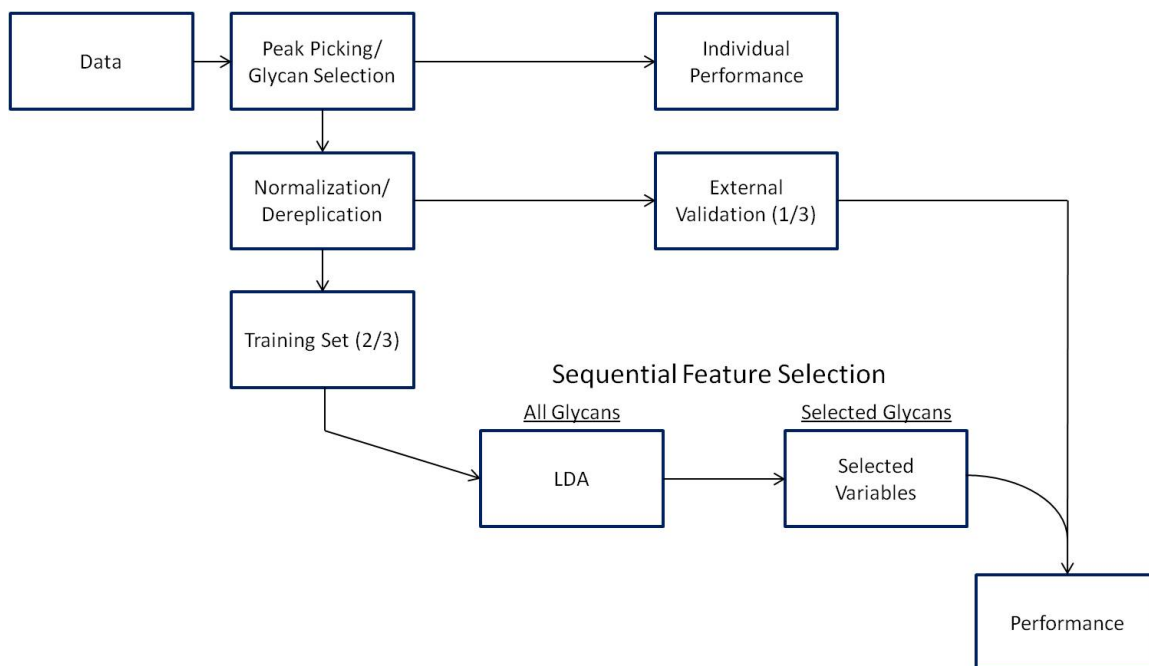 Data
Peak Picking/
Glycan Selection
Individual
Performance
Normalization/
Dereplication
External
Validation (1/3)
Training Set (2/3)
Sequential Feature Selection
All Glycans
Selected Glycans
LDA
Selected
Variables
Performance